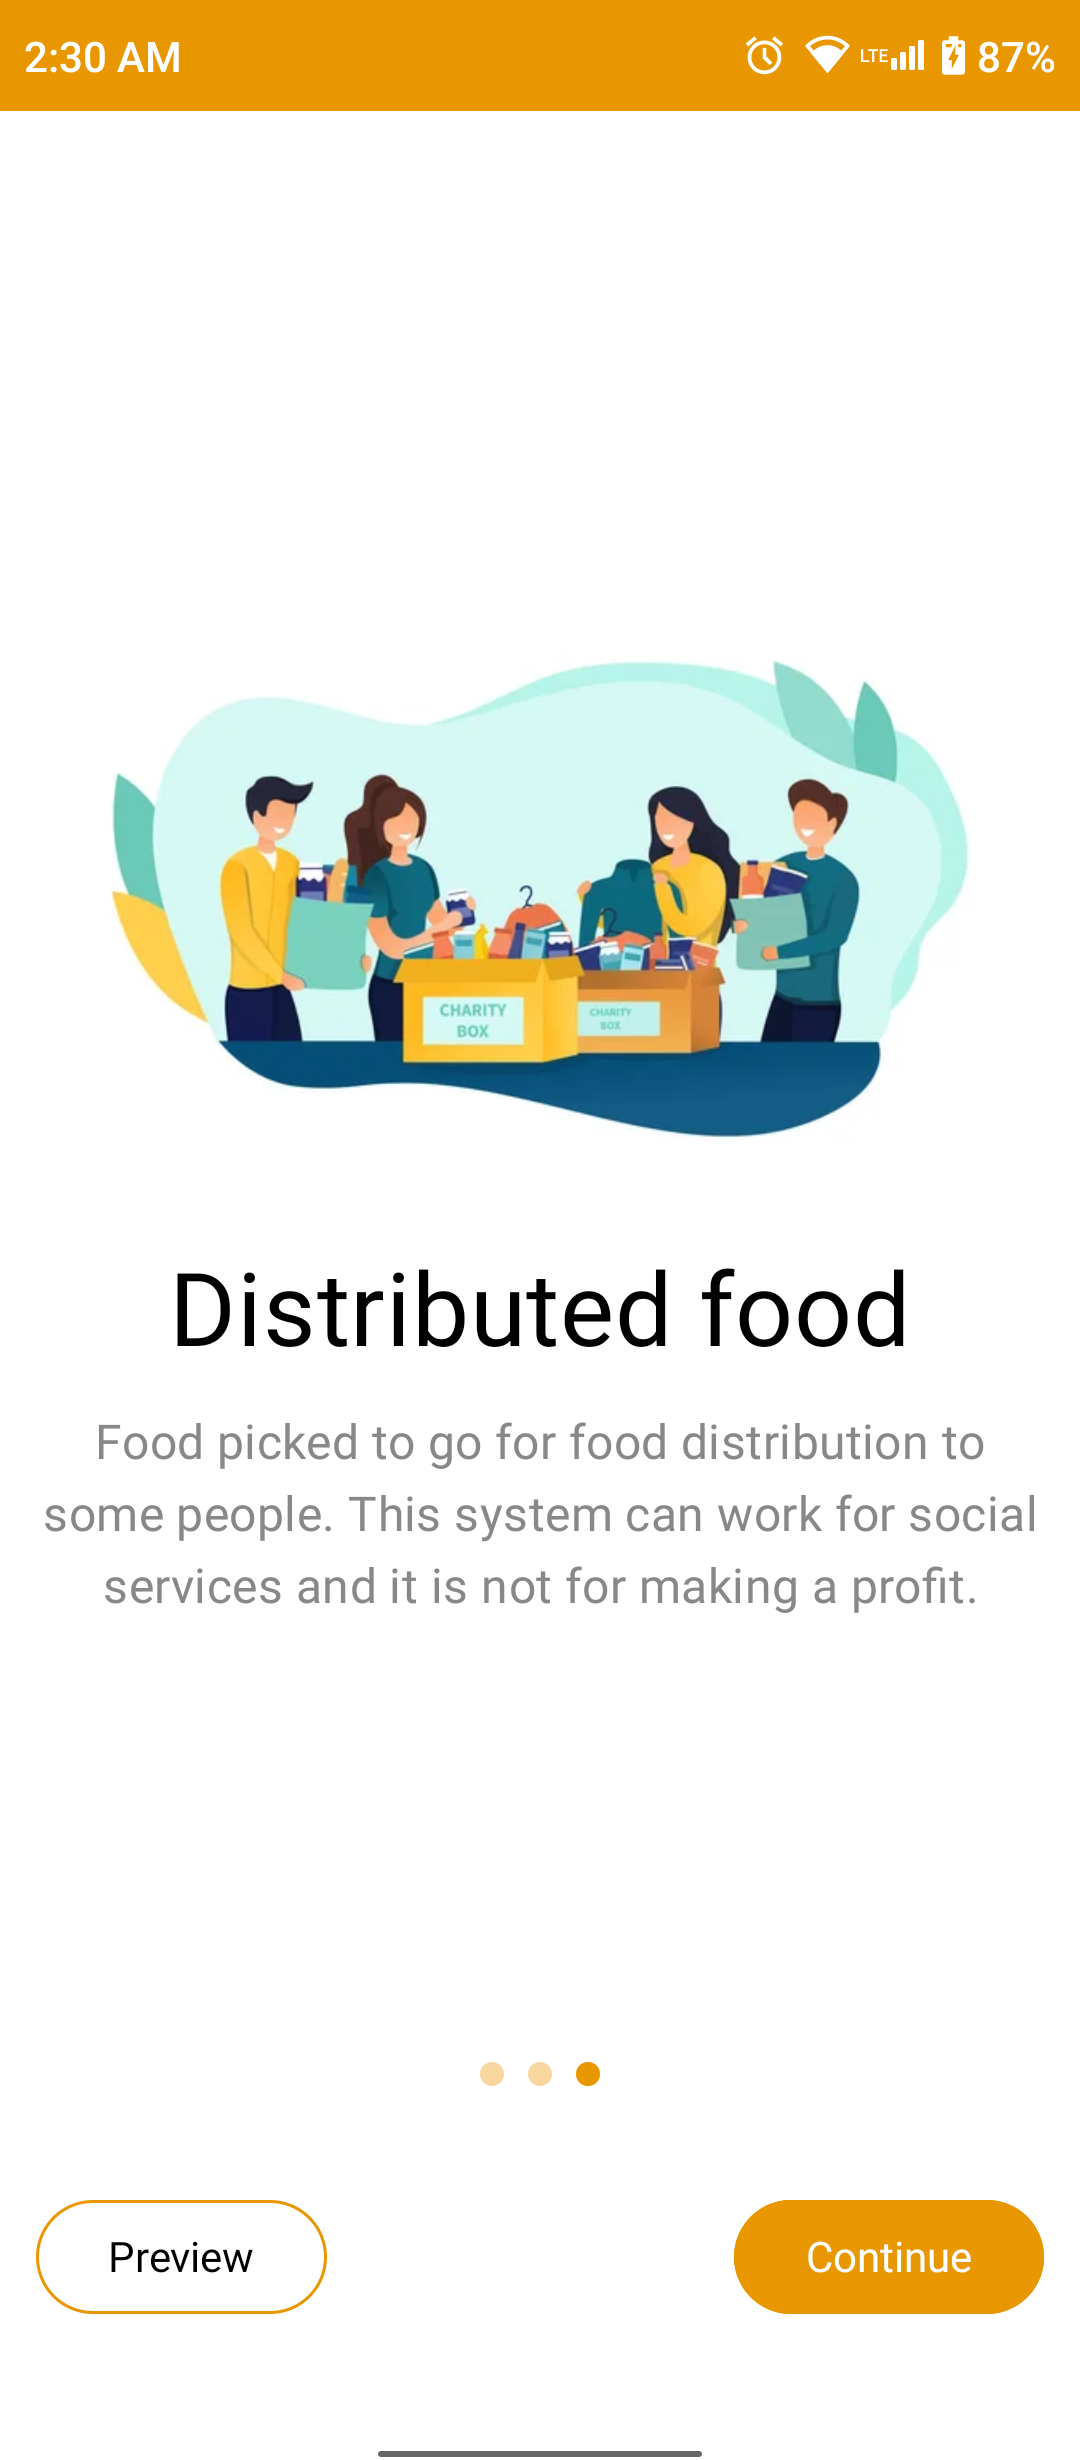 2:30 AM
LTE 87%
CHARITY
BOX
CHARITY
BOX
Distributed food
Food picked to go for food distribution to
some people. This system can work for social
services and it is not for making a profit.
Preview
Continue